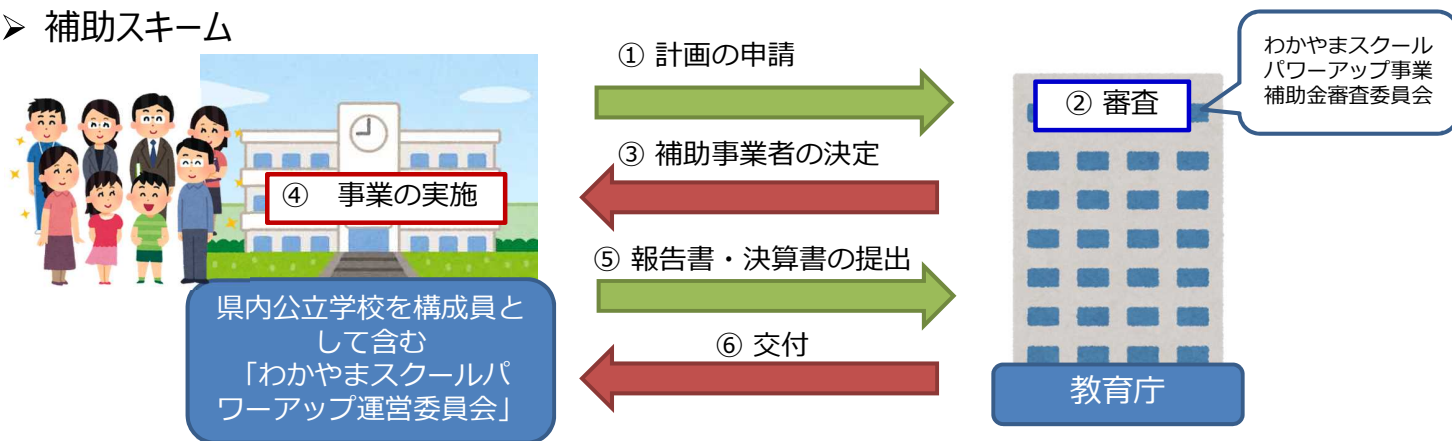 ➢ 補助スキーム
① 計画の申請
わかやまスクール
パワーアップ事業
補助金審査委員会
② 審査
③ 補助事業者の決定
④ 事業の実施
⑤ 報告書・決算書の提出
県内公立学校を構成員と
して含む
「わかやまスクールパ
ワーアップ運営委員会」
⑥ 交付
教育庁